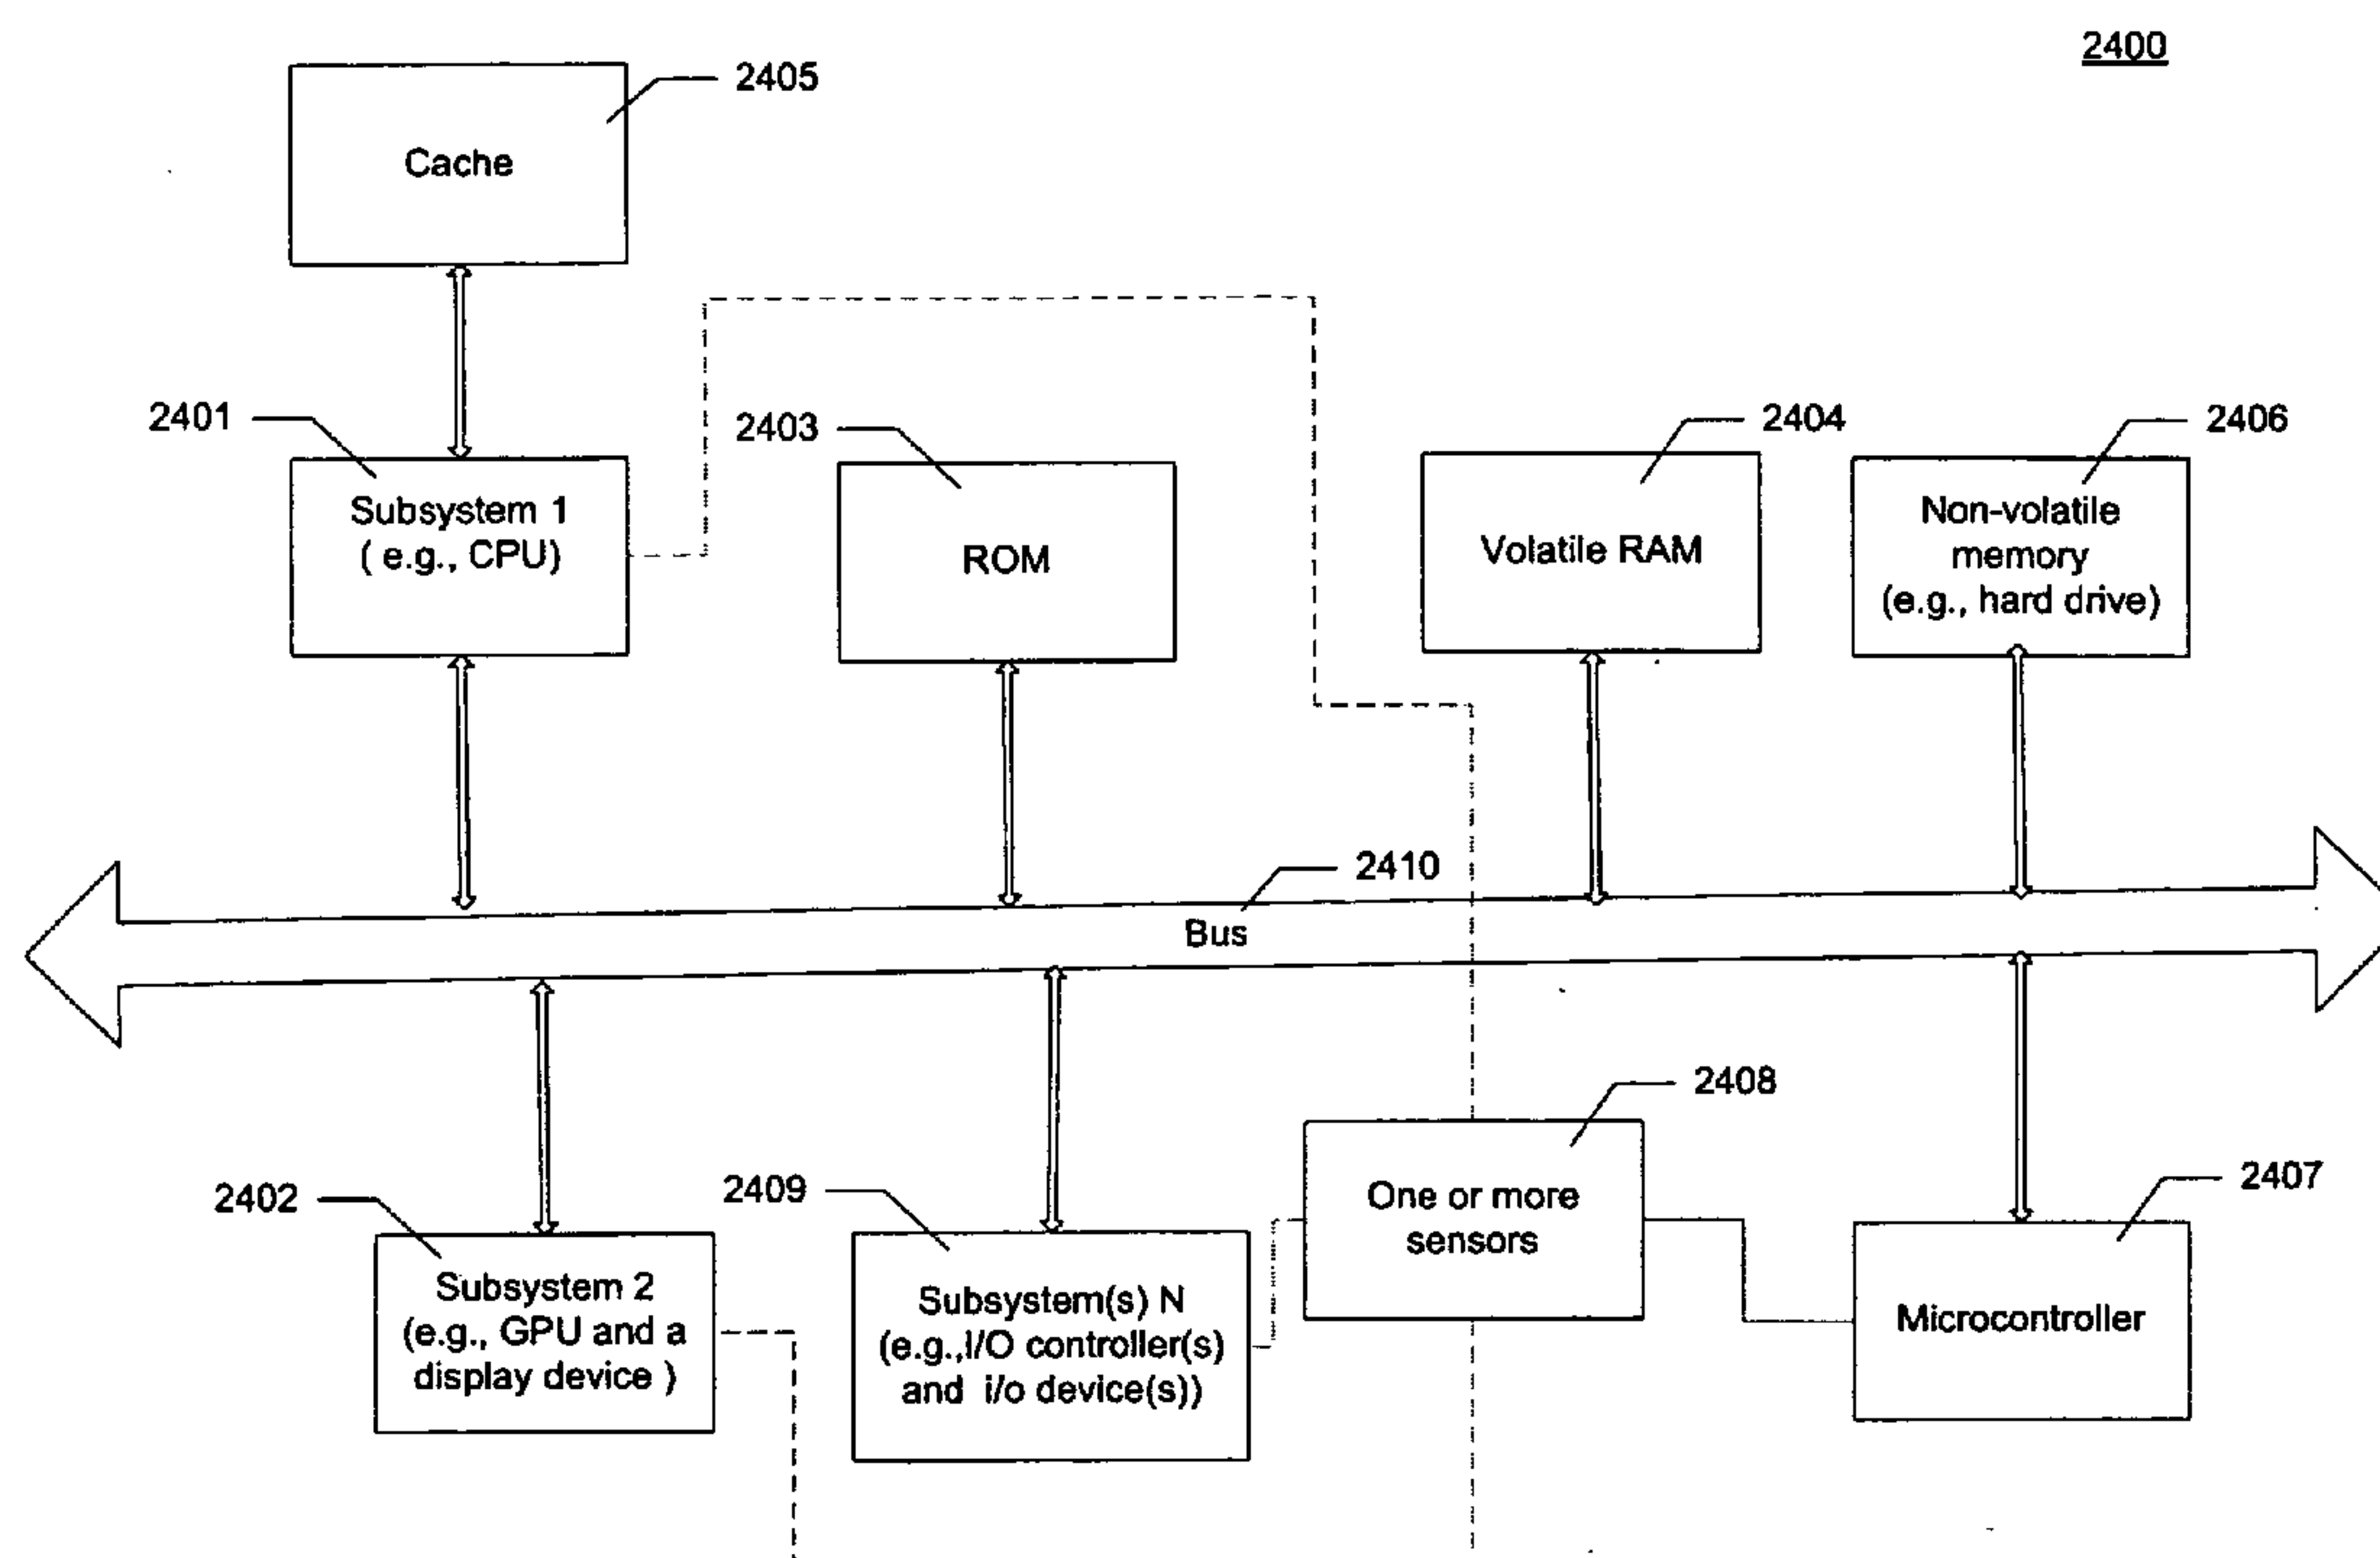 2400
2405
Cache
2401
2403
2404
2406
Subsystem 1
( e.g., CPU)
ROM
Volatile RAM
Non-volatile
memory
(e.g., hard drive)
2410
Bus
2408
2402
2409
2407
Subsystem 2
(e.g., GPU and a
display device )
Subsystem(s) N
(e.g.,I/O controller(s)
and i/o device(s))
One or more
sensors
Microcontroller